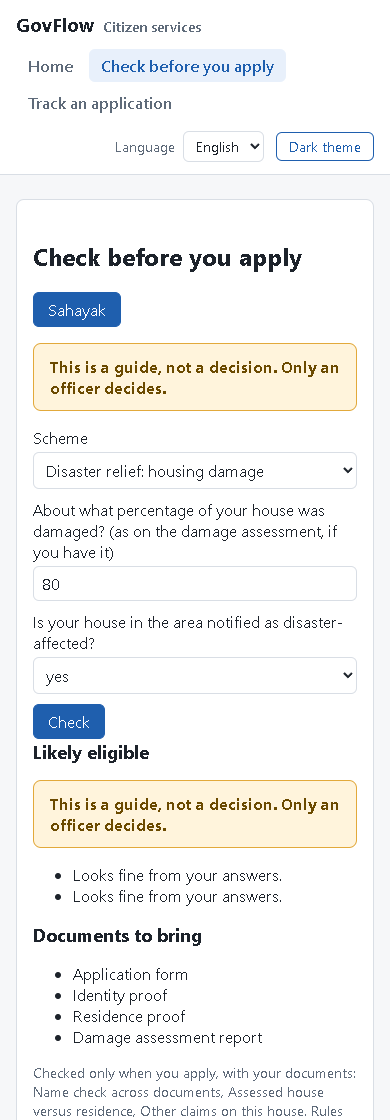 GovFlow Citizen services
Home Check before you apply
Track an application
Language English Dark theme
Check before you apply
Sahayak
This is a guide, not a decision. Only an
officer decides.
Scheme
Disaster relief: housing damage
About what percentage of your house was
damaged? (as on the damage assessment, if
you have it)
80
Is your house in the area notified as disaster-
affected?
yes
Check
Likely eligible
This is a guide, not a decision. Only an
officer decides.
Looks fine from your answers.
Looks fine from your answers.
Documents to bring
Application form
Identity proof
Residence proof
Damage assessment report
Checked only when you apply, with your documents:
Name check across documents, Assessed house
versus residence, Other claims on this house. Rules